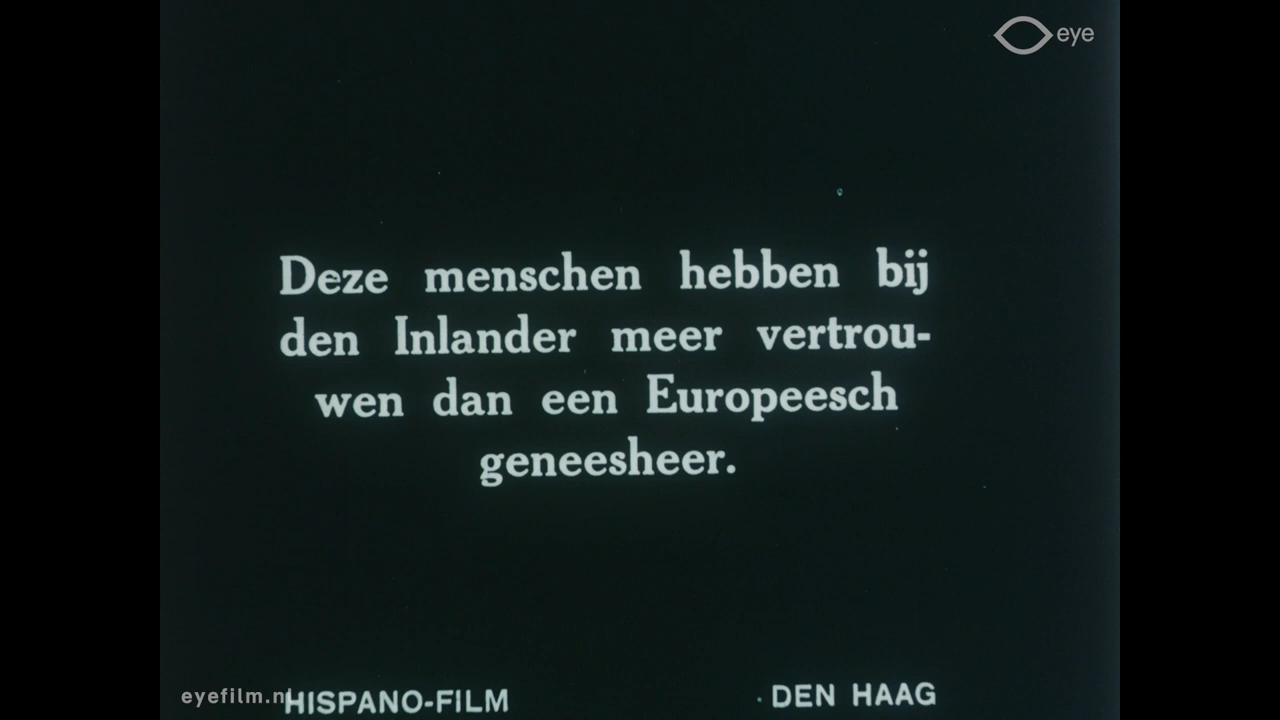 eye
Deze menschen hebben bij
den Inlander meer vertrou-
wen dan een Europeesch
geneesheer.
eyefilm.nl
HISPANO-FILM
DEN HAAG